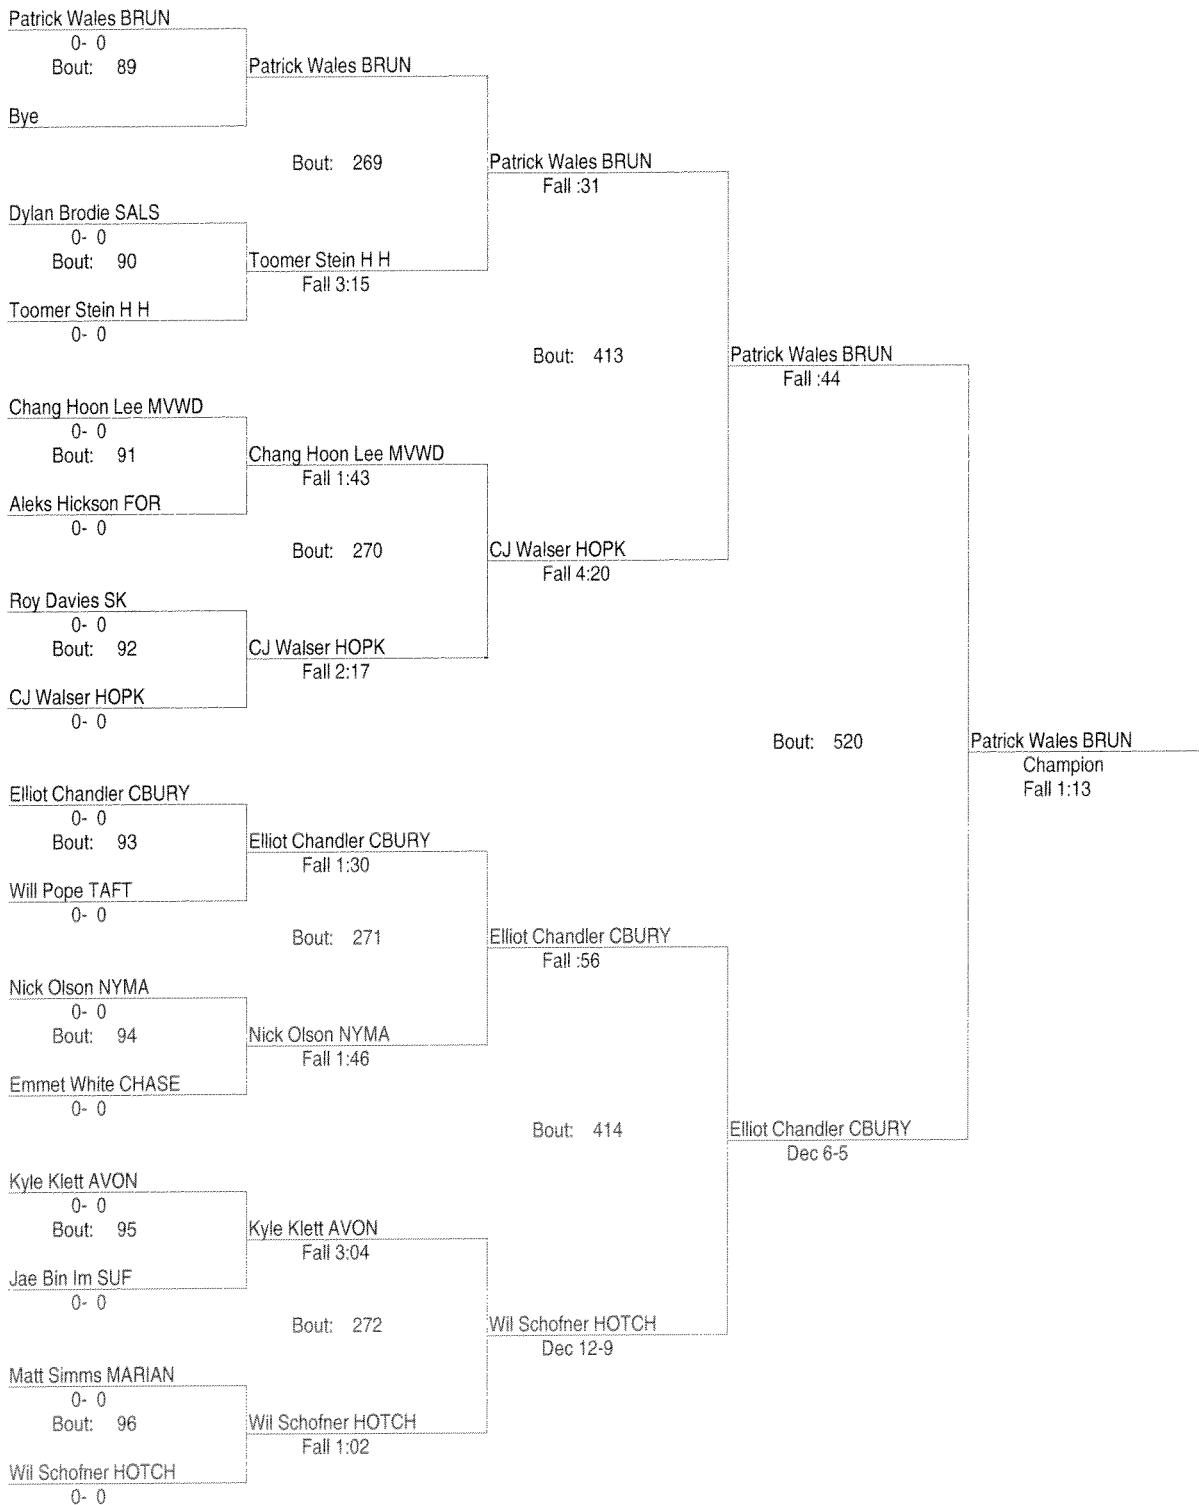 Patrick Wales BRUN
0- 0
Bout: 89
Patrick Wales BRUN
Bye
Bout: 269
Patrick Wales BRUN
Fall :31
Dylan Brodie SALS
0- 0
Bout: 90
Toomer Stein H H
Fall 3:15
Toomer Stein H H
0- 0
Bout: 413
Patrick Wales BRUN
Fall :44
Chang Hoon Lee MVWD
0- 0
Bout: 91
Chang Hoon Lee MVWD
Fall 1:43
Aleks Hickson FOR
0- 0
Bout: 270
CJ Walser HOPK
Fall 4:20
Roy Davies SK
0- 0
Bout: 92
CJ Walser HOPK
Fall 2:17
CJ Walser HOPK
0- 0
Bout: 520
Patrick Wales BRUN
Champion
Fall 1:13
Elliot Chandler CBURY
0- 0
Bout: 93
Elliot Chandler CBURY
Fall 1:30
Will Pope TAFT
0- 0
Bout: 271
Elliot Chandler CBURY
Fall :56
Nick Olson NYMA
0- 0
Bout: 94
Nick Olson NYMA
Fall 1:46
Emmet White CHASE
0- 0
Bout: 414
Elliot Chandler CBURY
Dec 6-5
Kyle Klett AVON
0- 0
Bout: 95
Kyle Klett AVON
Fall 3:04
Jae Bin Im SUF
0- 0
Bout: 272
Wil Schofner HOTCH
Dec 12-9
Matt Simms MARIAN
0- 0
Bout: 96
Wil Schofner HOTCH
Fall 1:02
Wil Schofner HOTCH
0- 0